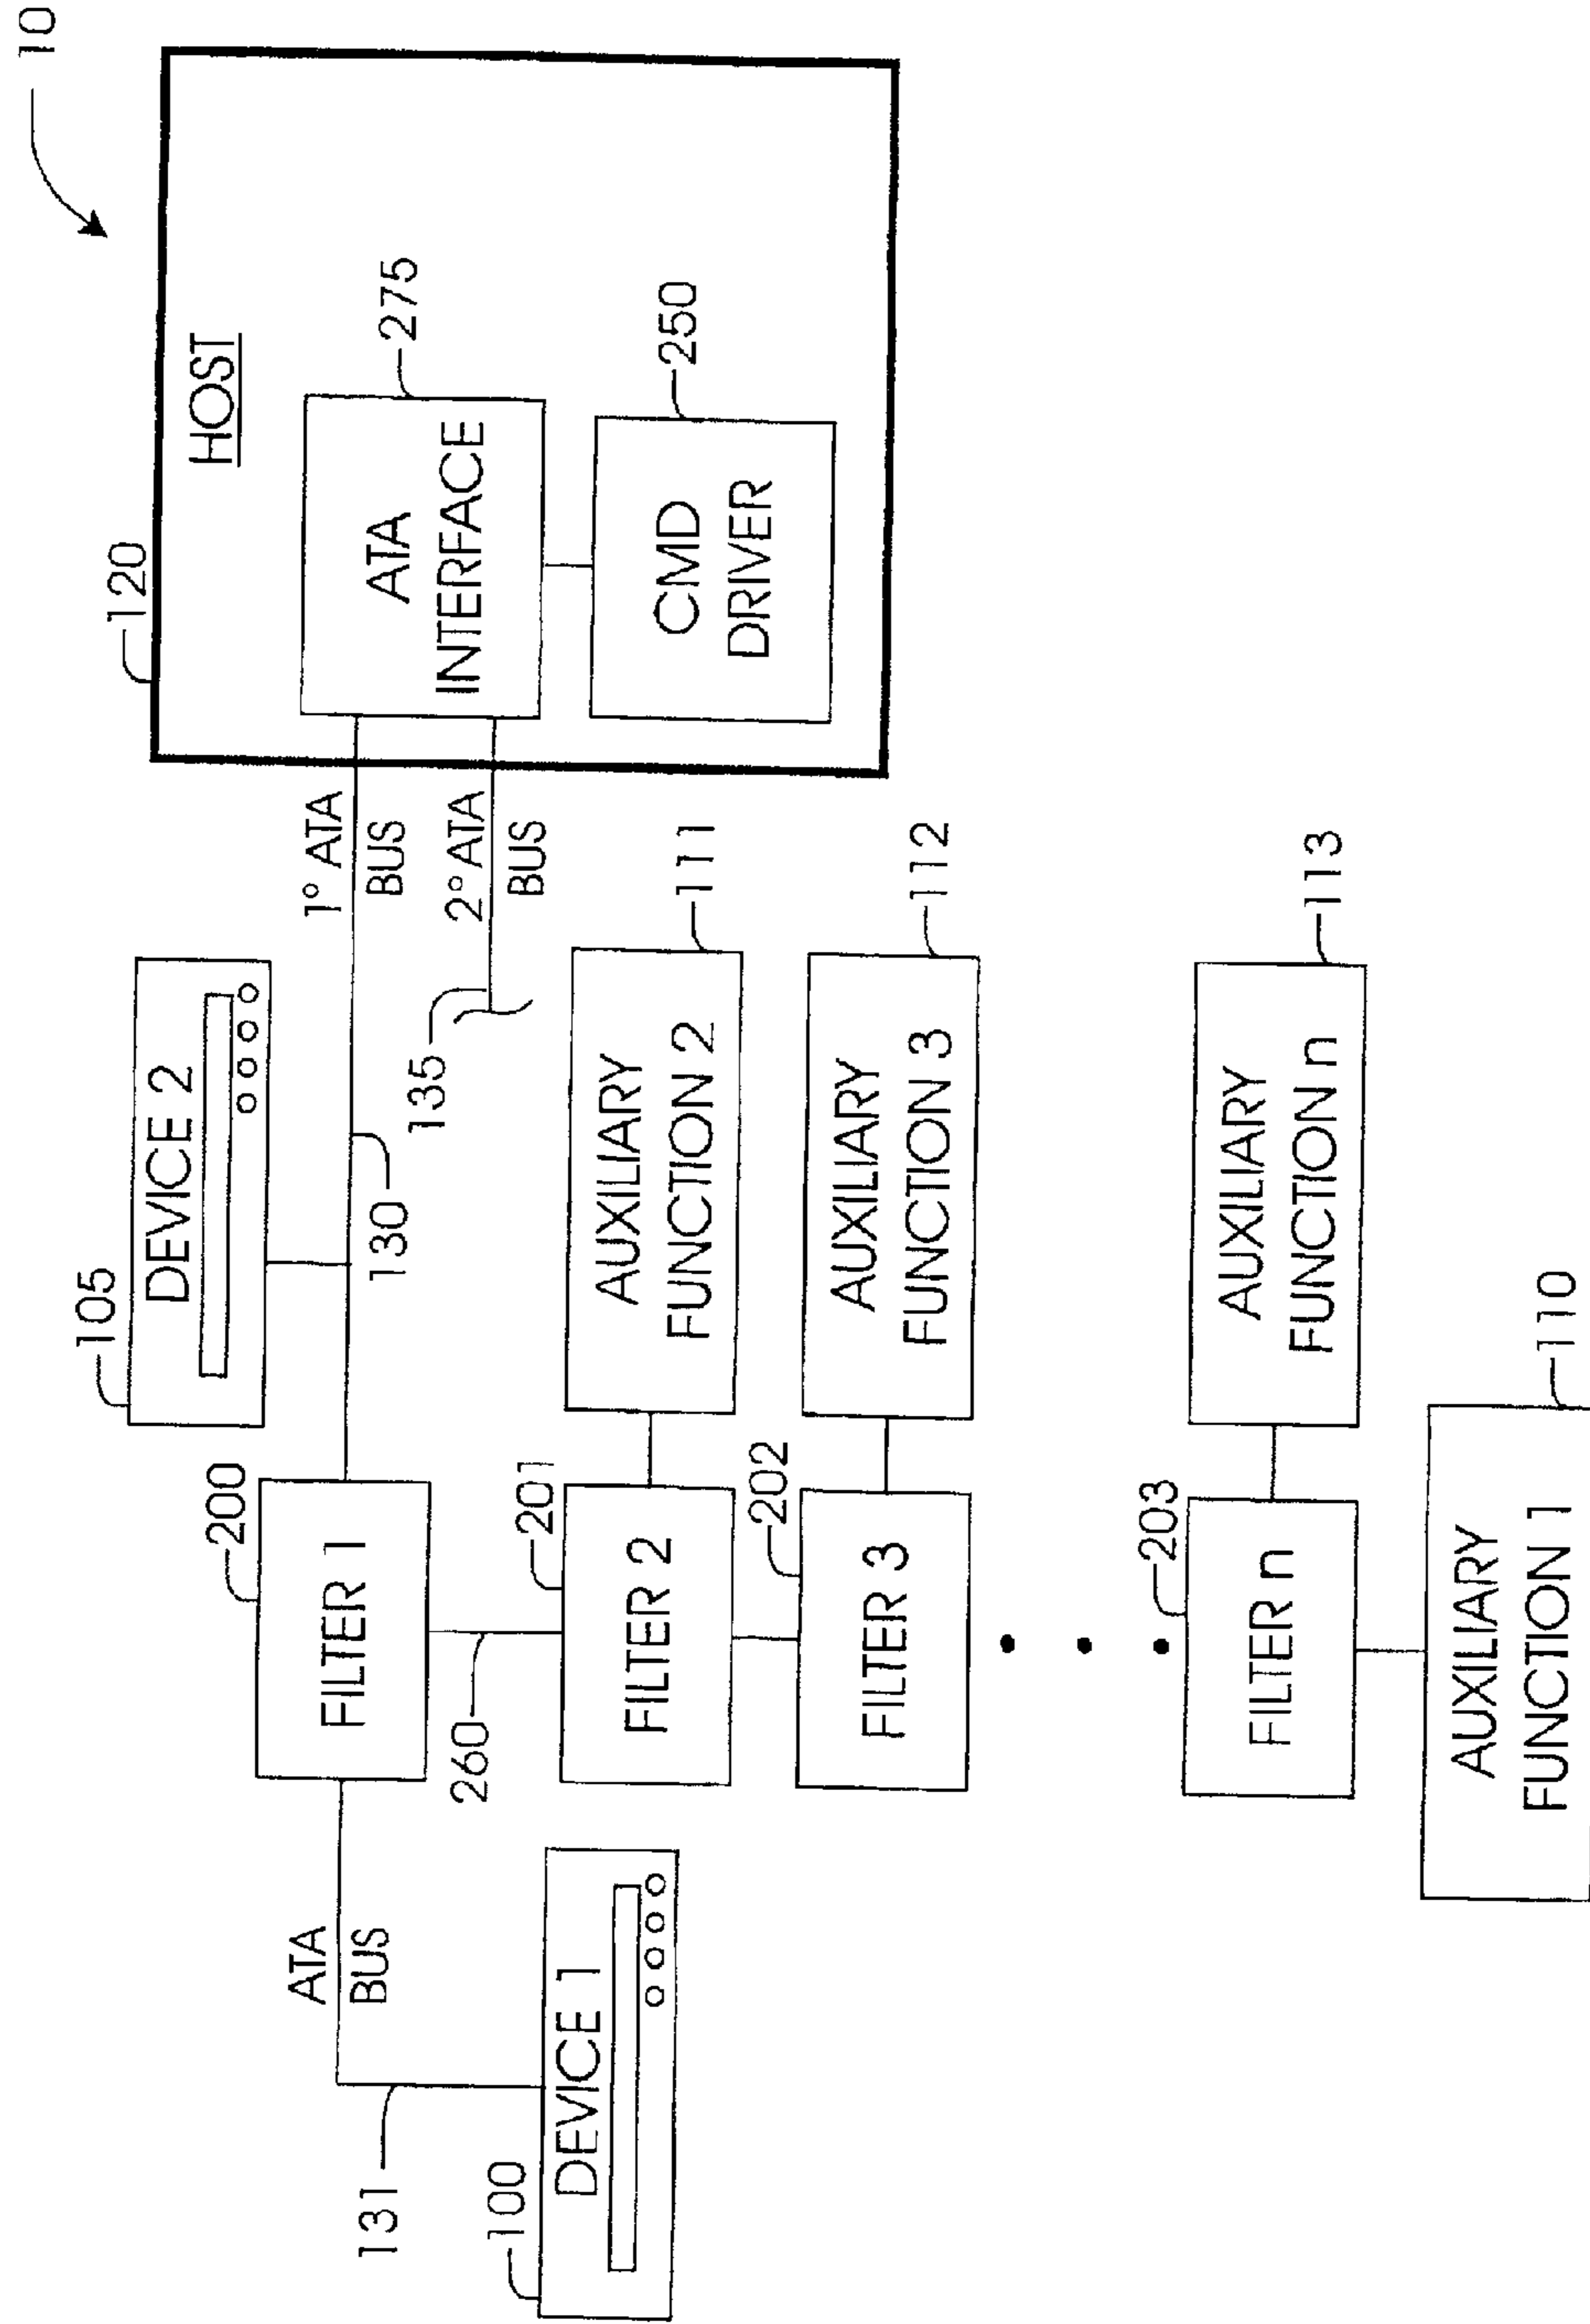 10
120
HOST
ATA
INTERFACE
275
CMD
DRIVER
250
1° ATA
BUS
2° ATA
BUS
135
105
DEVICE 2
130
200
FILTER 1
ATA
BUS
131
100
DEVICE 1
260
201
FILTER 2
AUXILIARY
FUNCTION 2
111
202
FILTER 3
AUXILIARY
FUNCTION 3
112
203
FILTER n
AUXILIARY
FUNCTION n
113
AUXILIARY
FUNCTION 1
110